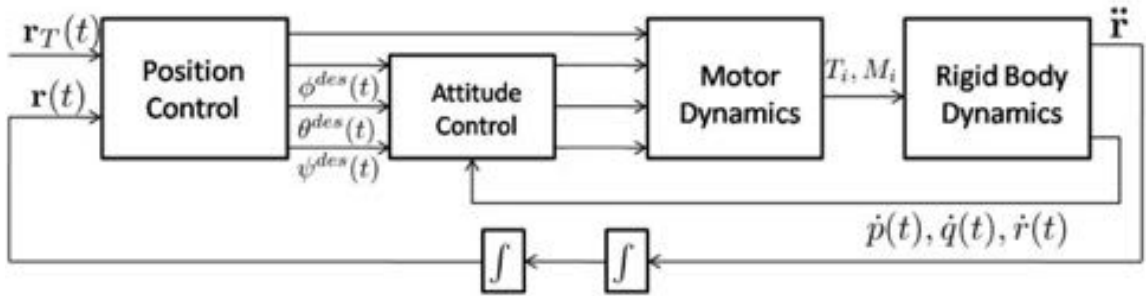 𝐫_T(t)
𝐫(t)
Position
Control
ϕ^{des}(t)
θ^{des}(t)
ψ^{des}(t)
Attitude
Control
Motor
Dynamics
T_i, M_i
Rigid Body
Dynamics
𝐫̈
ṗ(t), q̇(t), ṙ(t)
∫
∫